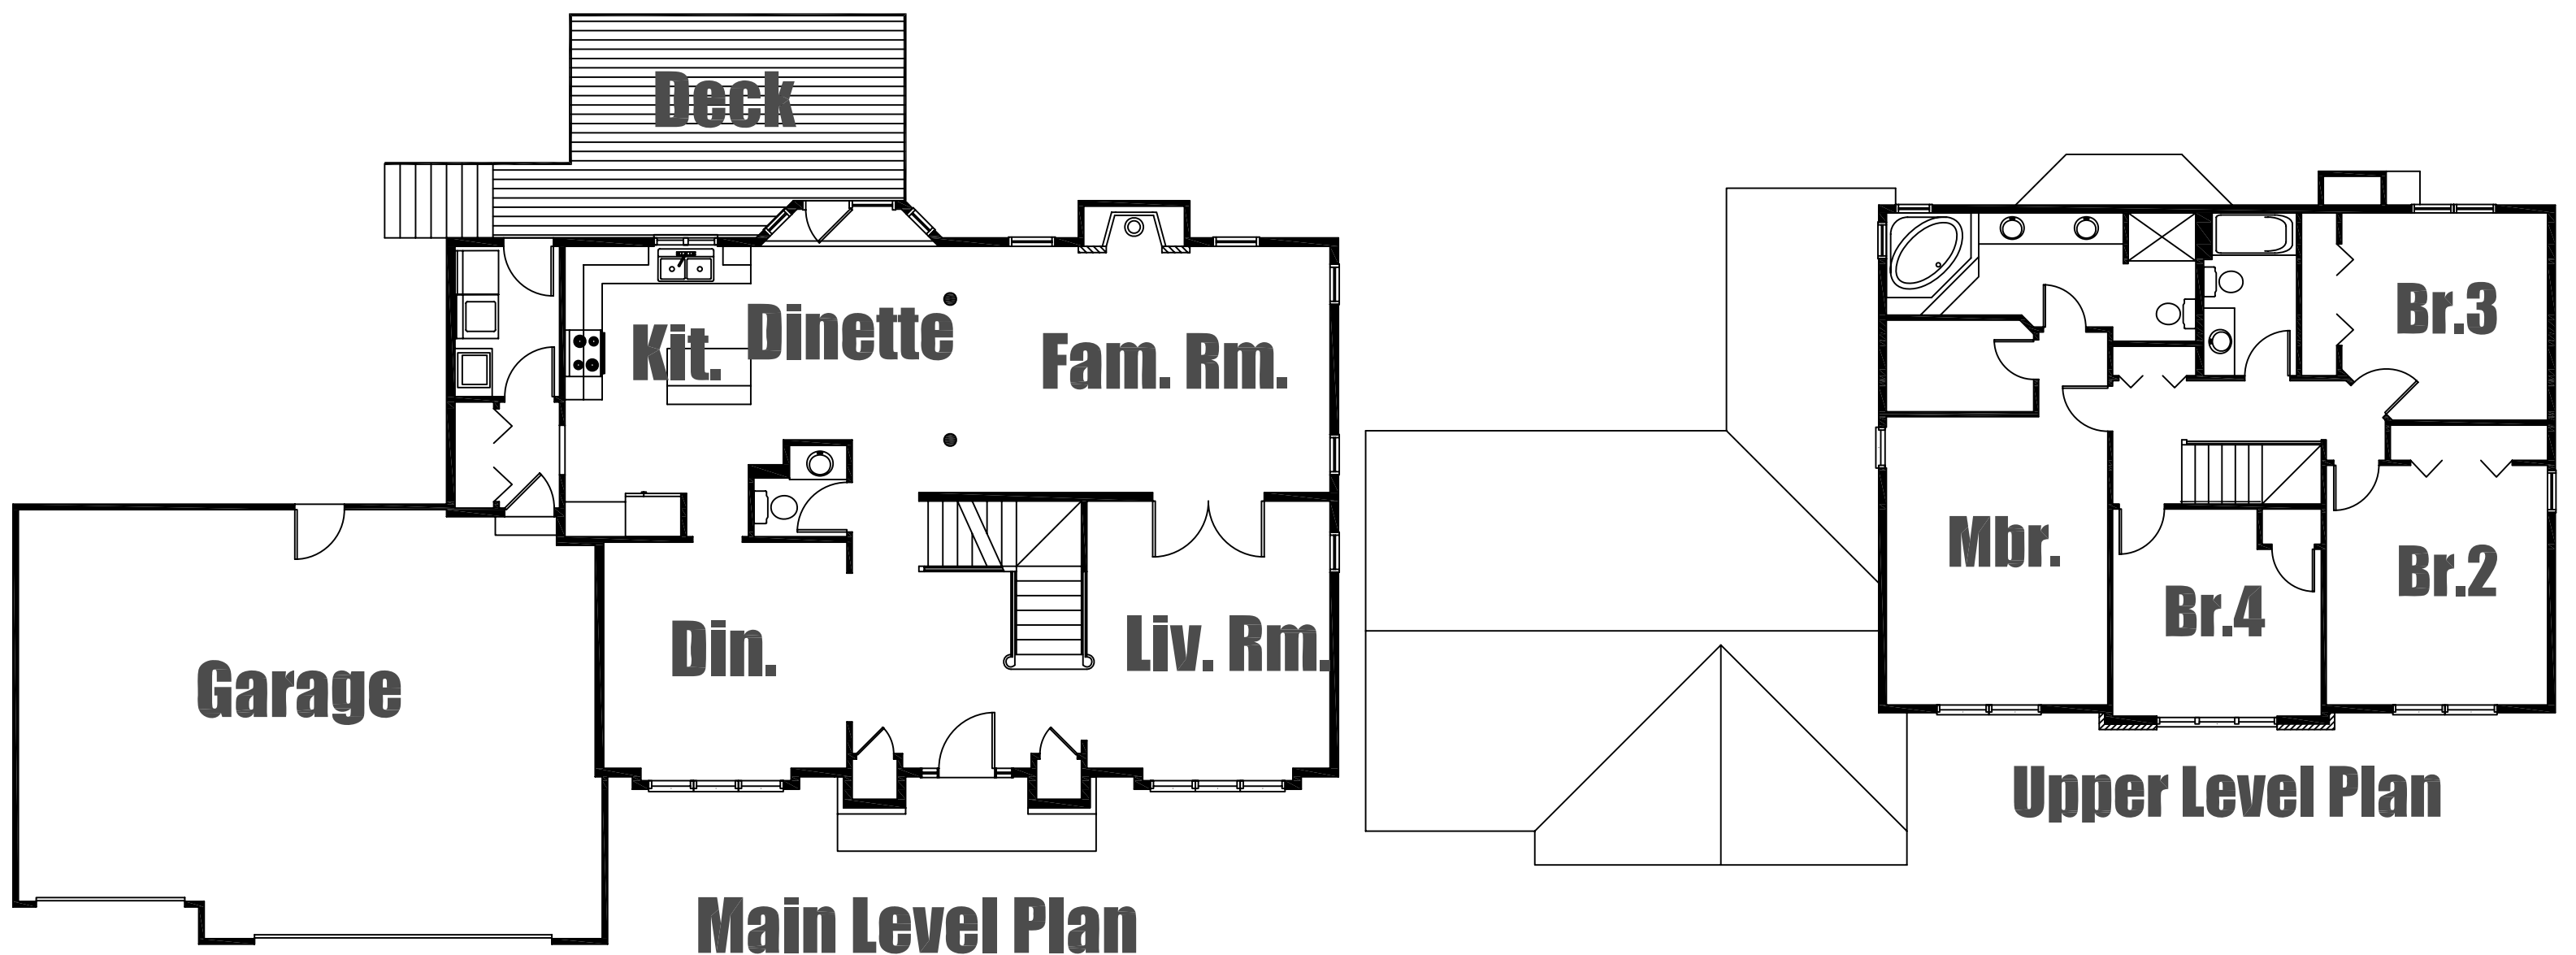 Deck
Kit.
Dinette
Fam. Rm.
Garage
Din.
Liv. Rm.
Main Level Plan
Br.3
Mbr.
Br.4
Br.2
Upper Level Plan